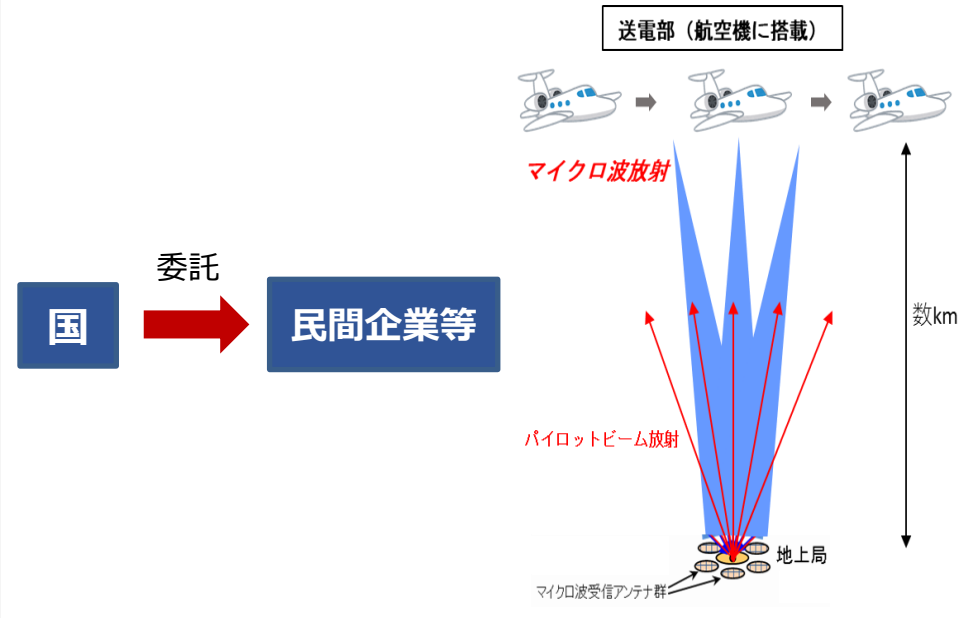 送電部（航空機に搭載）
マイクロ波放射
委託
国
民間企業等
数km
パイロットビーム放射
地上局
マイクロ波受信アンテナ群